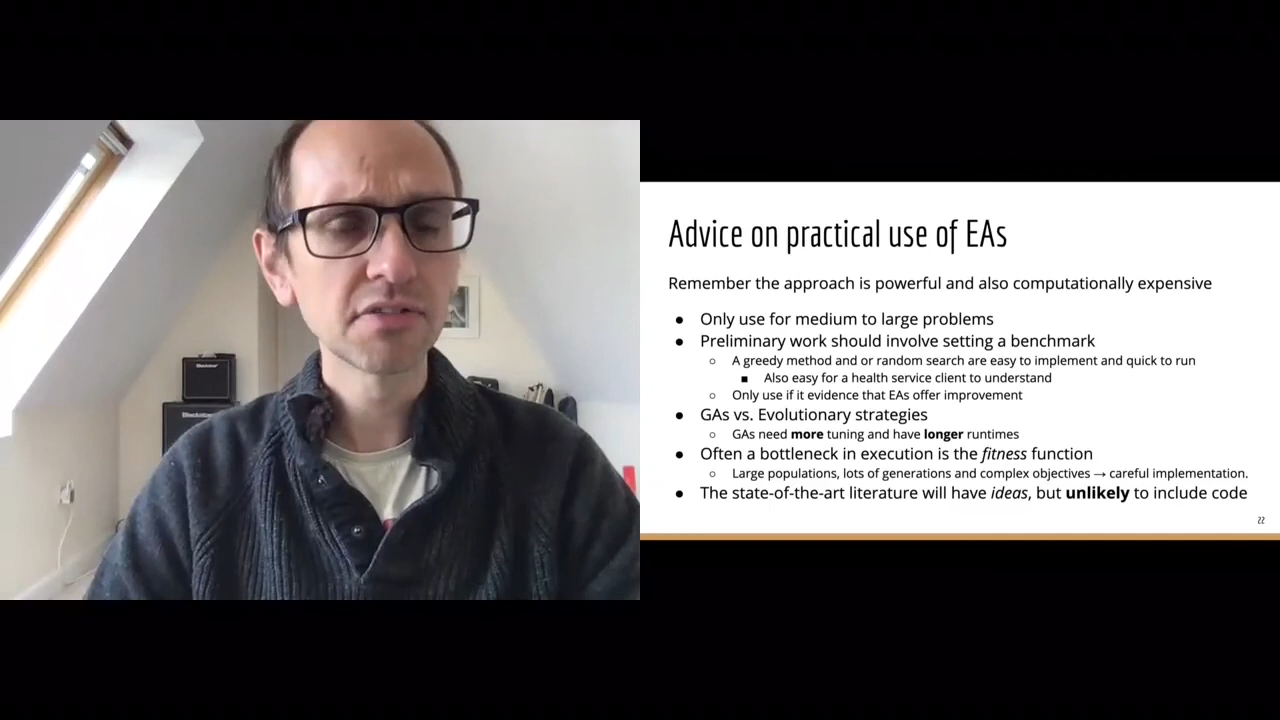 Blackstar
Blackstar
Advice on practical use of EAs
Remember the approach is powerful and also computationally expensive
● Only use for medium to large problems
● Preliminary work should involve setting a benchmark
○ A greedy method and or random search are easy to implement and quick to run
■ Also easy for a health service client to understand
○ Only use if it evidence that EAs offer improvement
● GAs vs. Evolutionary strategies
○ GAs need more tuning and have longer runtimes
● Often a bottleneck in execution is the fitness function
○ Large populations, lots of generations and complex objectives → careful implementation.
● The state-of-the-art literature will have ideas, but unlikely to include code
22